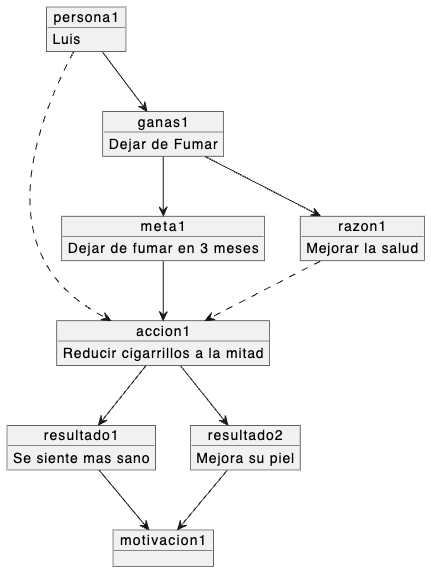 persona1
Luis
ganas1
Dejar de Fumar
meta1
Dejar de fumar en 3 meses
razon1
Mejorar la salud
accion1
Reducir cigarrillos a la mitad
resultado1
Se siente mas sano
resultado2
Mejora su piel
motivacion1